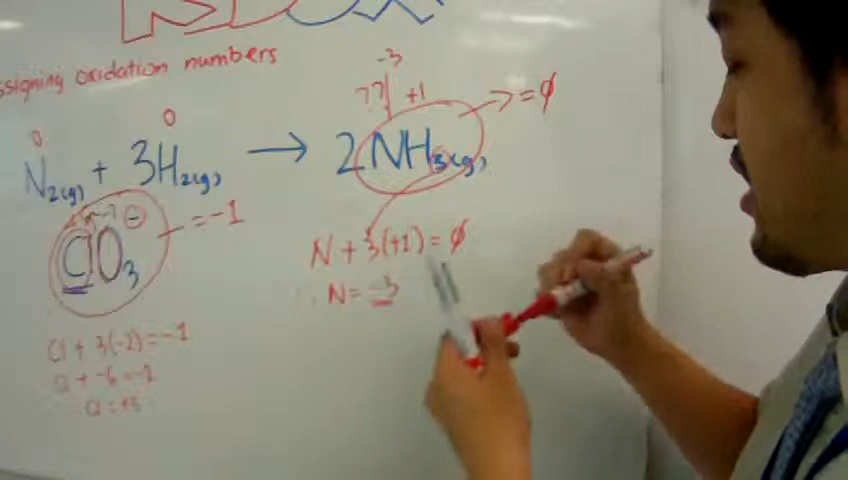 REDOX
ssigning oxidation numbers
0 0 ?? -3 +1 => = 0
N2(g) + 3H2(g) → 2NH3(g)
ClO3 - = -1
N + 3(+1) = 0
N = -3
Cl + 3(-2) = -1
Cl + -6 = -1
Cl = +5